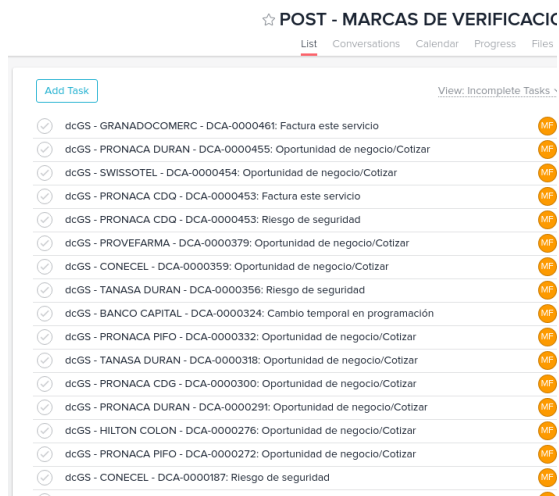 ☆ POST - MARCAS DE VERIFICACIO
List Conversations Calendar Progress Files
Add Task View: Incomplete Tasks
dcGS - GRANADOCOMERC - DCA-0000461: Factura este servicio MF
dcGS - PRONACA DURAN - DCA-0000455: Oportunidad de negocio/Cotizar MF
dcGS - SWISSOTEL - DCA-0000454: Oportunidad de negocio/Cotizar MF
dcGS - PRONACA CDQ - DCA-0000453: Factura este servicio MF
dcGS - PRONACA CDQ - DCA-0000453: Riesgo de seguridad MF
dcGS - PROVEFARMA - DCA-0000379: Oportunidad de negocio/Cotizar MF
dcGS - CONECEL - DCA-0000359: Oportunidad de negocio/Cotizar MF
dcGS - TANASA DURAN - DCA-0000356: Riesgo de seguridad MF
dcGS - BANCO CAPITAL - DCA-0000324: Cambio temporal en programación MF
dcGS - PRONACA PIFO - DCA-0000332: Oportunidad de negocio/Cotizar MF
dcGS - TANASA DURAN - DCA-0000318: Oportunidad de negocio/Cotizar MF
dcGS - PRONACA CDG - DCA-0000300: Oportunidad de negocio/Cotizar MF
dcGS - PRONACA DURAN - DCA-0000291: Oportunidad de negocio/Cotizar MF
dcGS - HILTON COLON - DCA-0000276: Oportunidad de negocio/Cotizar MF
dcGS - PRONACA PIFO - DCA-0000272: Oportunidad de negocio/Cotizar MF
dcGS - CONECEL - DCA-0000187: Riesgo de seguridad MF